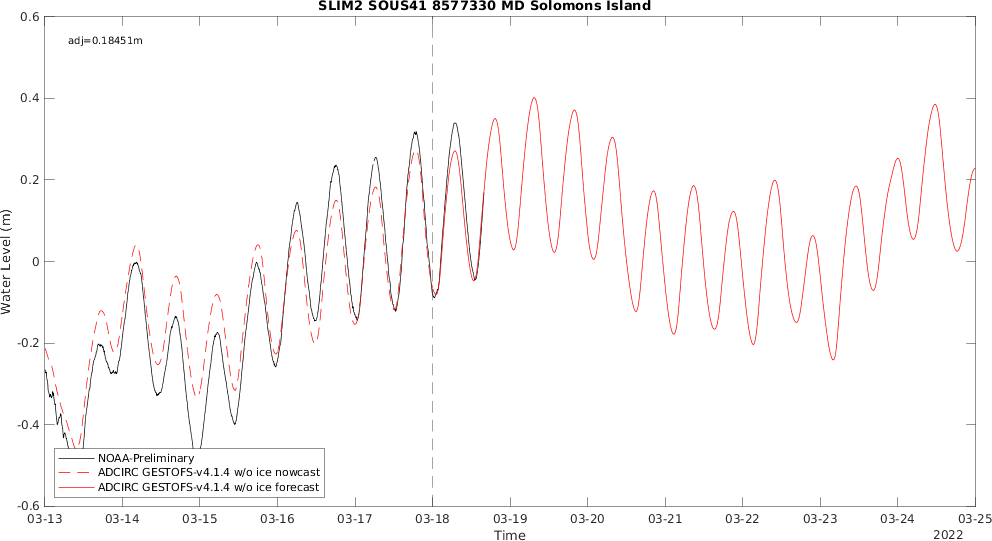 SLIM2 SOUS41 8577330 MD Solomons Island
adj=0.18451m
Water Level (m)
0.6
0.4
0.2
0
-0.2
-0.4
-0.6
NOAA-Preliminary
ADCIRC GESTOFS-v4.1.4 w/o ice nowcast
ADCIRC GESTOFS-v4.1.4 w/o ice forecast
03-13 03-14 03-15 03-16 03-17 03-18 03-19 03-20 03-21 03-22 03-23 03-24 03-25
Time
2022